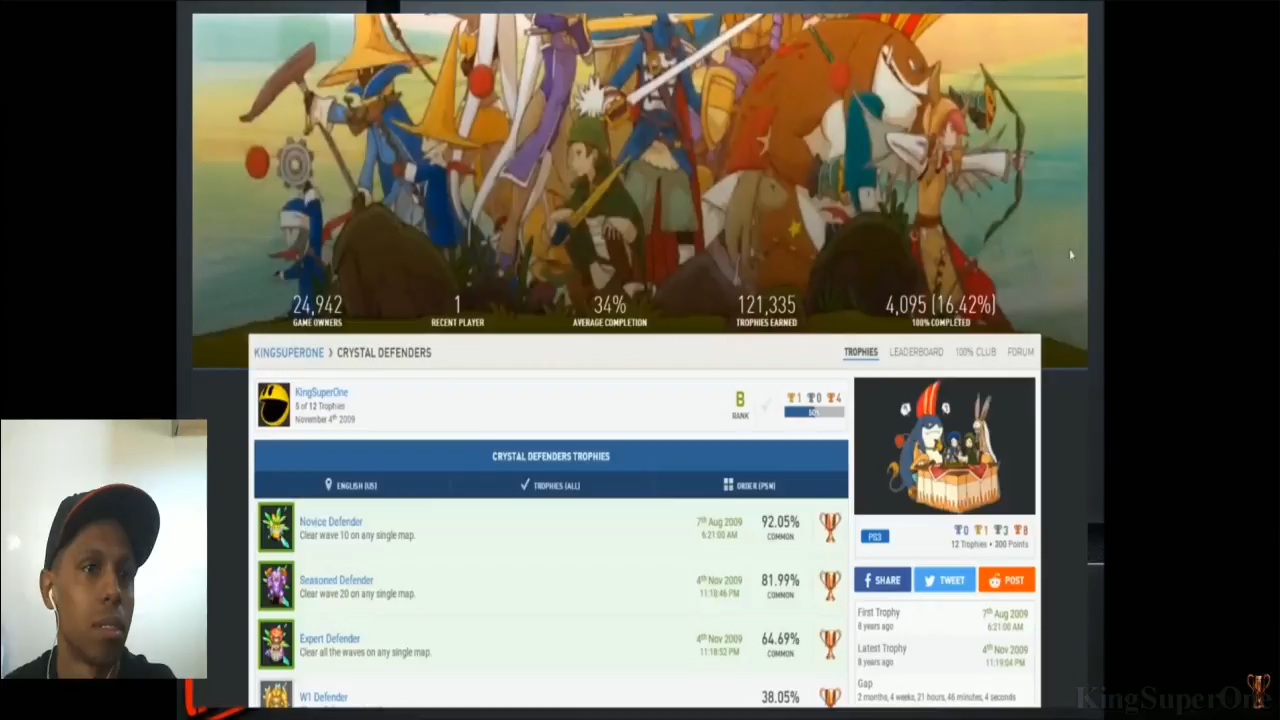 24,942
GAME OWNERS
1
RECENT PLAYER
34%
AVERAGE COMPLETION
121,335
TROPHIES EARNED
4,095 (16.42%)
100% COMPLETED
KINGSUPERONE > CRYSTAL DEFENDERS
TROPHIES LEADERBOARD 100% CLUB FORUM
KingSuperOne
5 of 12 Trophies
November 4th 2009
B
RANK
1 0 4
CRYSTAL DEFENDERS TROPHIES
ENGLISH (US) TROPHIES (ALL) ORDER (PSN)
Novice Defender
Clear wave 10 on any single map.
7th Aug 2009
6:21:00 AM
92.05%
COMMON
Seasoned Defender
Clear wave 20 on any single map.
4th Nov 2009
11:18:46 PM
81.99%
COMMON
Expert Defender
Clear all the waves on any single map.
4th Nov 2009
11:18:52 PM
64.69%
COMMON
W1 Defender
38.05%
PS3
0 1 3 8
12 Trophies • 300 Points
SHARE TWEET POST
First Trophy
8 years ago
7th Aug 2009
6:21:00 AM
Latest Trophy
8 years ago
4th Nov 2009
11:19:04 PM
Gap
2 months, 4 weeks, 21 hours, 46 minutes, 4 seconds
KingSuperOne